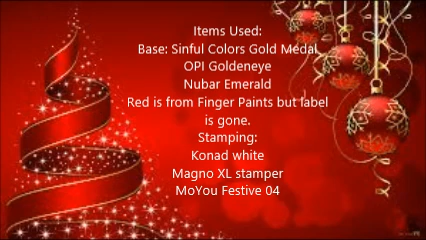 Items Used:
Base: Sinful Colors Gold Medal
OPI Goldeneye
Nubar Emerald
Red is from Finger Paints but label
is gone.
Stamping:
Konad white
Magno XL stamper
MoYou Festive 04